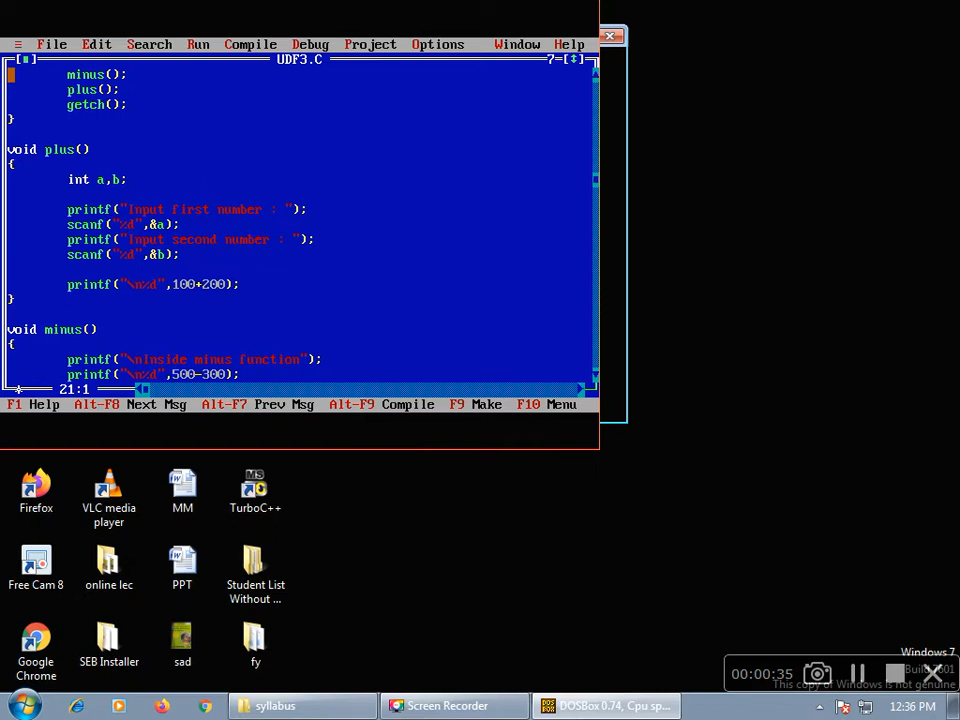 ≡ File Edit Search Run Compile Debug Project Options Window Help
[■] UDF3.C 7=[↕]
minus();
plus();
getch();
}
void plus()
{
int a,b;
printf("Input first number : ");
scanf("%d",&a);
printf("Input second number : ");
scanf("%d",&b);
printf("\n%d",100+200);
}
void minus()
{
printf("\nInside minus function");
printf("\n%d",500-300);
* 21:1
F1 Help Alt-F8 Next Msg Alt-F7 Prev Msg Alt-F9 Compile F9 Make F10 Menu
Firefox
VLC media player
MM
MS
TurboC++
Free Cam 8
online lec
PPT
Student List Without ...
Google Chrome
SEB Installer
sad
fy
Windows 7
This copy of Windows is not genuine
00:00:35
syllabus
Screen Recorder
DOS BOX
DOSBox 0.74, Cpu sp...
12:36 PM